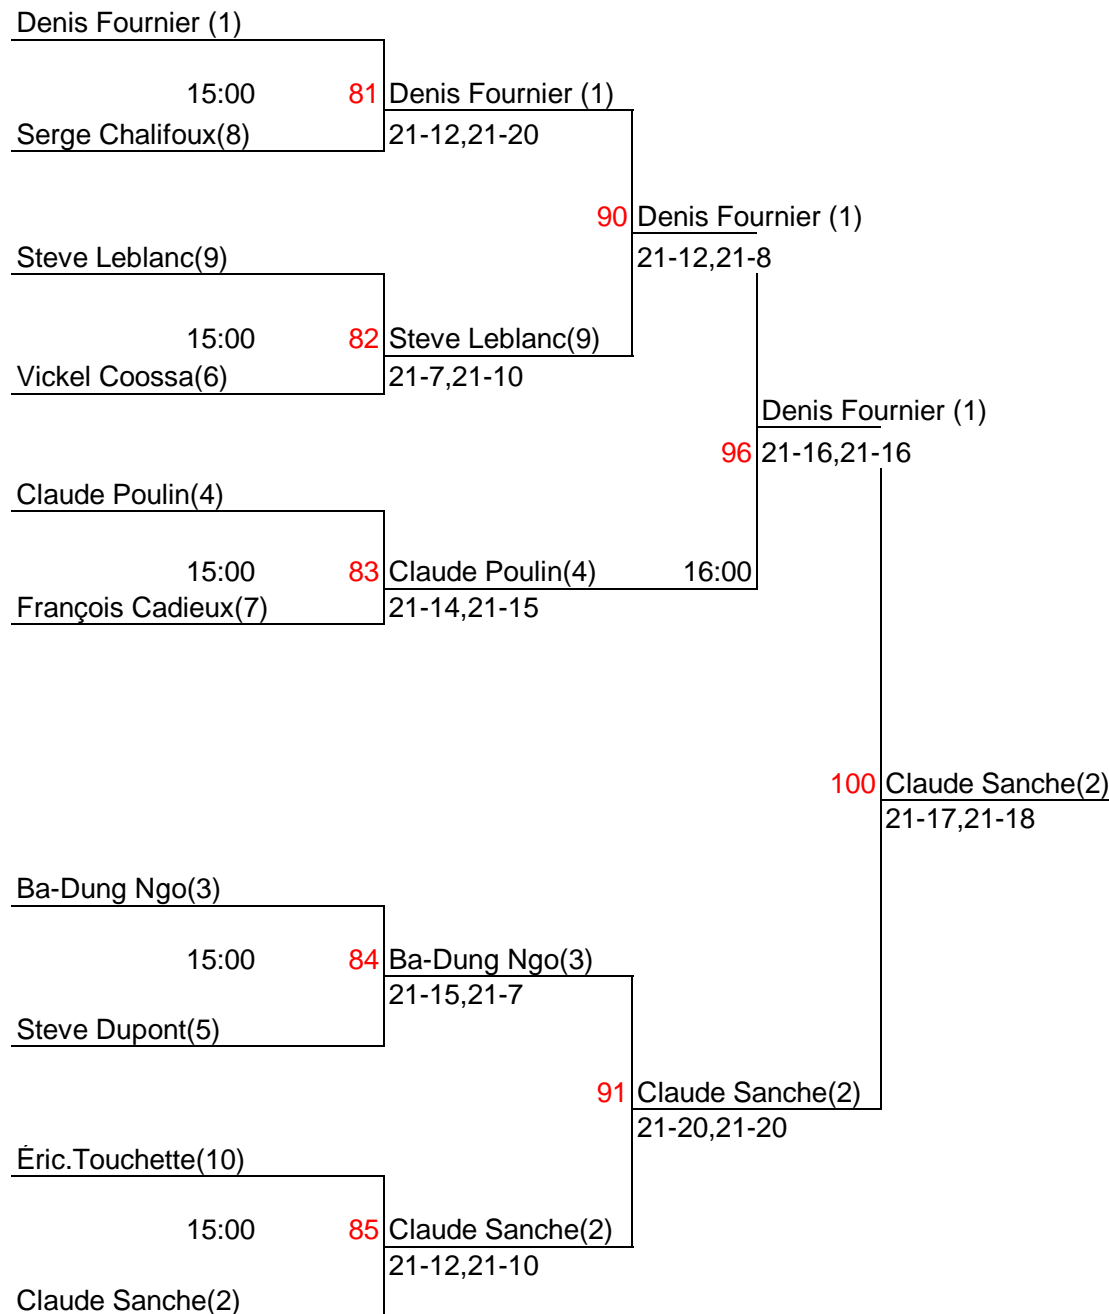 Denis Fournier (1)
15:00 81 Denis Fournier (1)
Serge Chalifoux(8) 21-12,21-20
90 Denis Fournier (1)
Steve Leblanc(9) 21-12,21-8
15:00 82 Steve Leblanc(9)
Vickel Coossa(6) 21-7,21-10
Denis Fournier (1)
96 21-16,21-16
Claude Poulin(4)
15:00 83 Claude Poulin(4) 16:00
François Cadieux(7) 21-14,21-15
100 Claude Sanche(2)
21-17,21-18
Ba-Dung Ngo(3)
15:00 84 Ba-Dung Ngo(3)
21-15,21-7
Steve Dupont(5)
91 Claude Sanche(2)
21-20,21-20
Éric.Touchette(10)
15:00 85 Claude Sanche(2)
21-12,21-10
Claude Sanche(2)